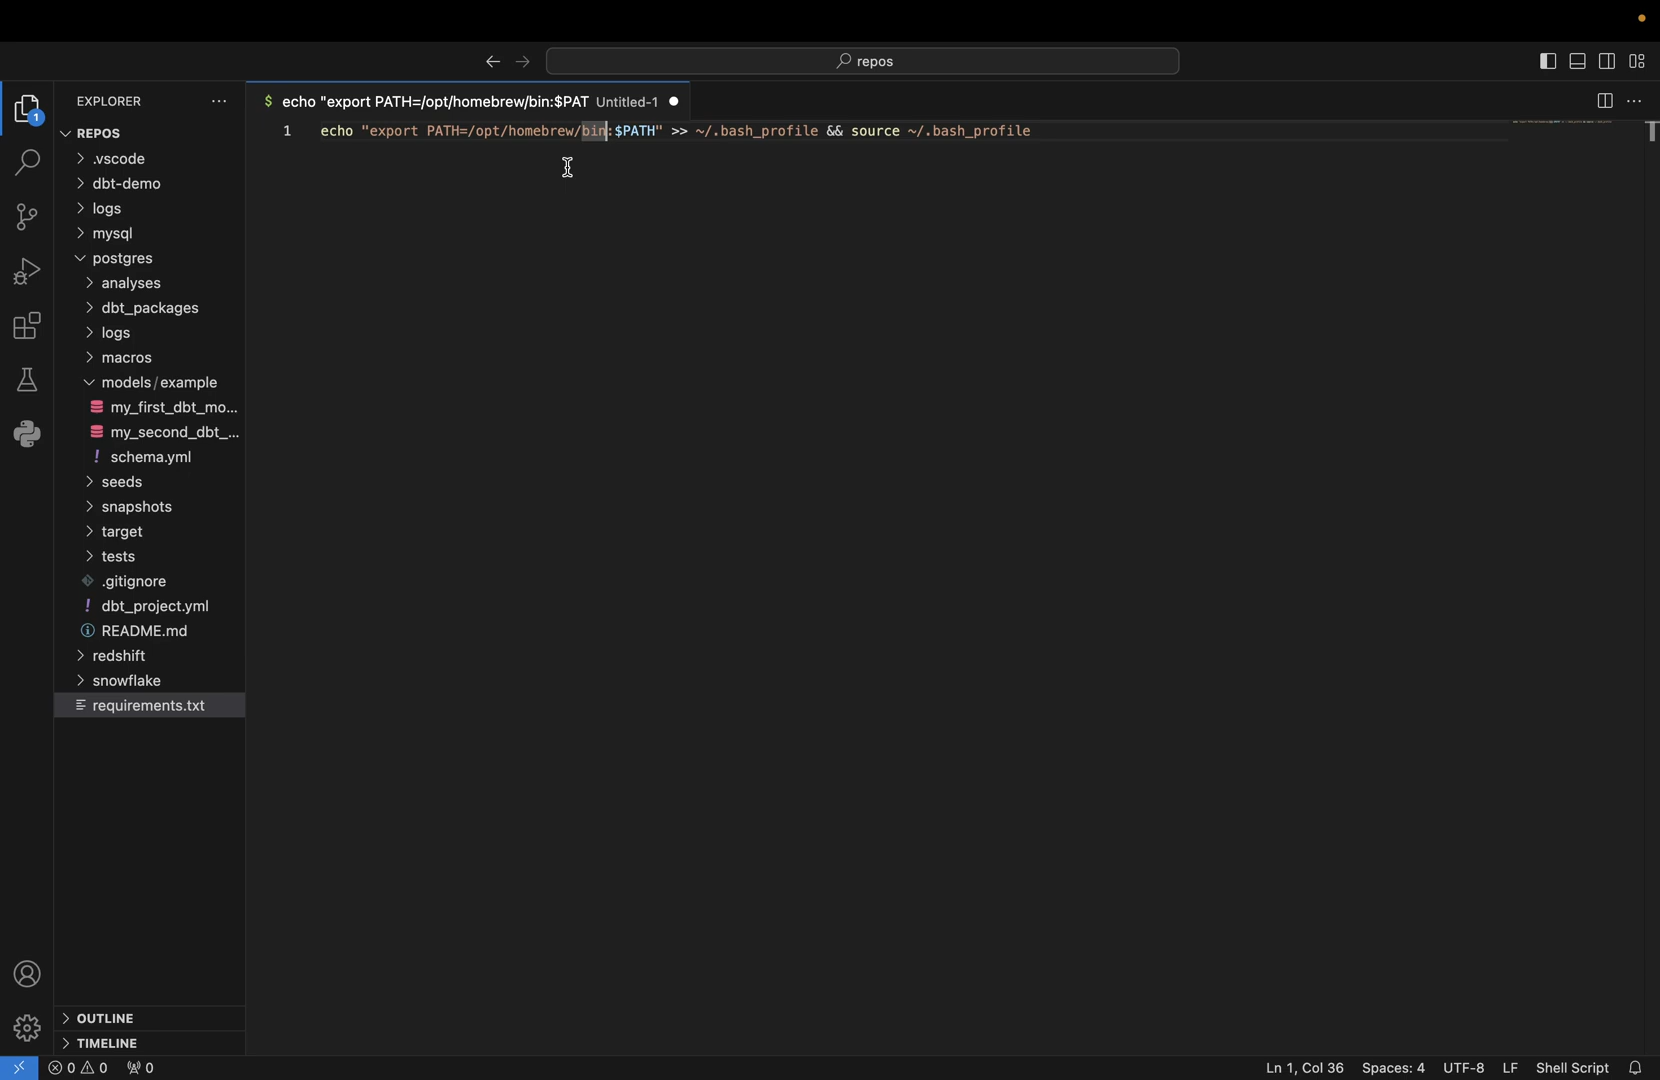 repos
EXPLORER
1
REPOS
.vscode
dbt-demo
logs
mysql
postgres
analyses
dbt_packages
logs
macros
models/example
my_first_dbt_mo...
my_second_dbt_...
! schema.yml
seeds
snapshots
target
tests
.gitignore
! dbt_project.yml
README.md
redshift
snowflake
requirements.txt
OUTLINE
TIMELINE
$ echo "export PATH=/opt/homebrew/bin:$PAT Untitled-1
1 echo "export PATH=/opt/homebrew/bin:$PATH" >> ~/.bash_profile && source ~/.bash_profile
0 0 0 Ln 1, Col 36 Spaces: 4 UTF-8 LF Shell Script